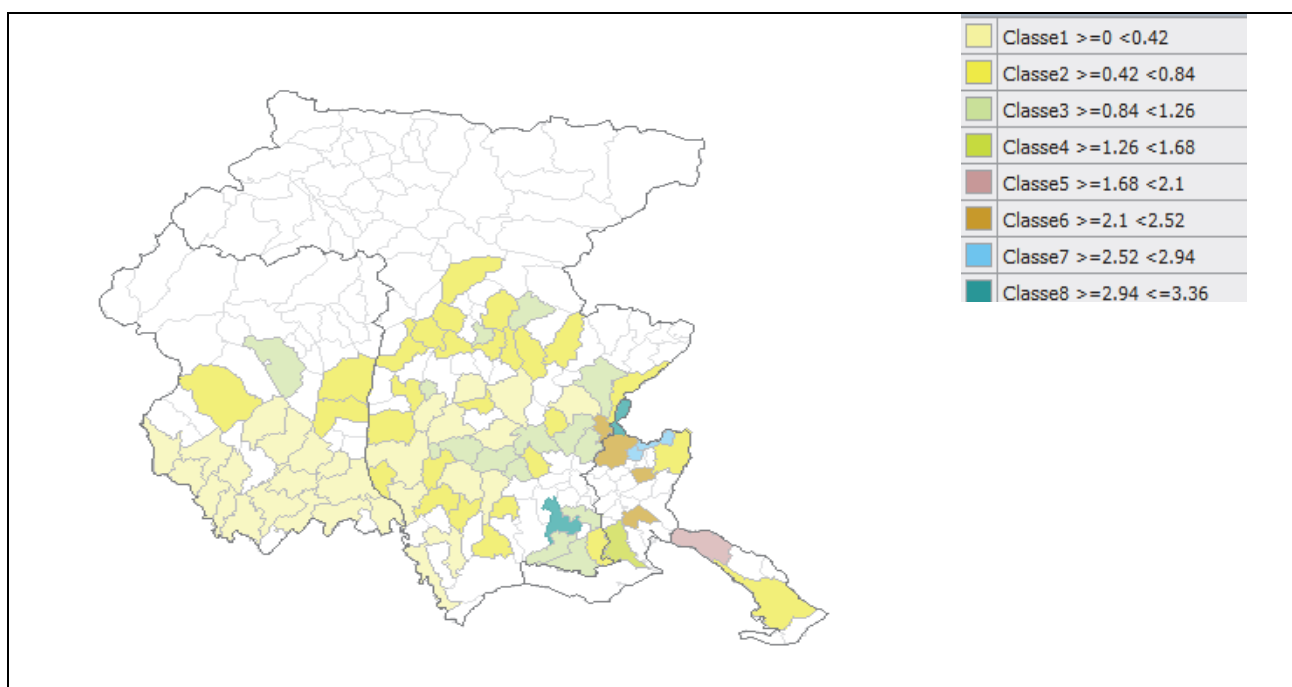 Classe1 >=0 <0.42
Classe2 >=0.42 <0.84
Classe3 >=0.84 <1.26
Classe4 >=1.26 <1.68
Classe5 >=1.68 <2.1
Classe6 >=2.1 <2.52
Classe7 >=2.52 <2.94
Classe8 >=2.94 <=3.36